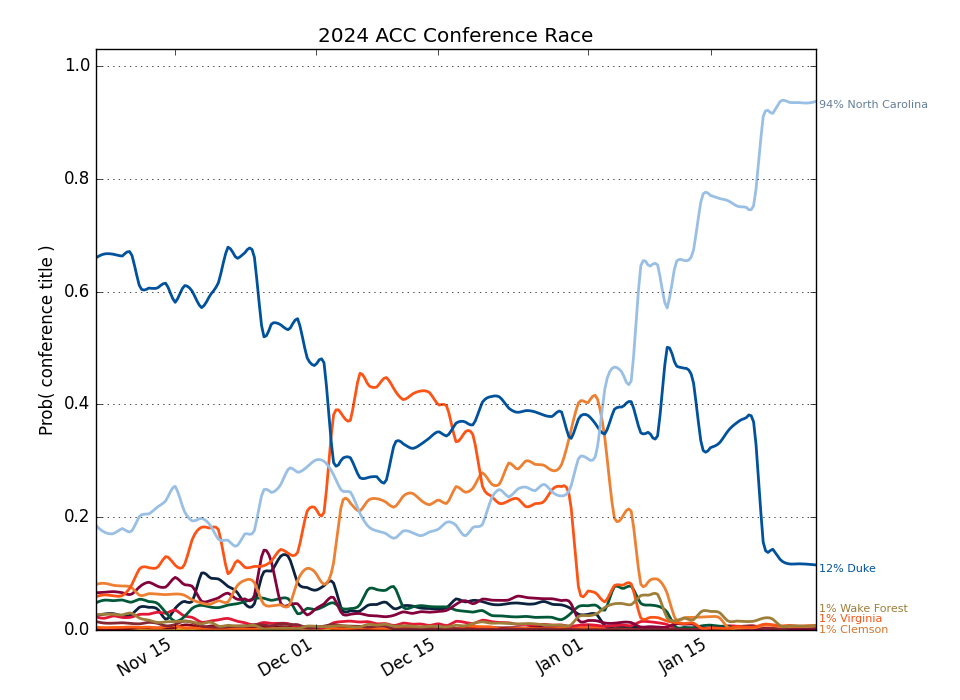 2024 ACC Conference Race
Prob( conference title )
1.0
0.8
0.6
0.4
0.2
0.0
Nov 15
Dec 01
Dec 15
Jan 01
Jan 15
94% North Carolina
12% Duke
1% Wake Forest
1% Virginia
1% Clemson